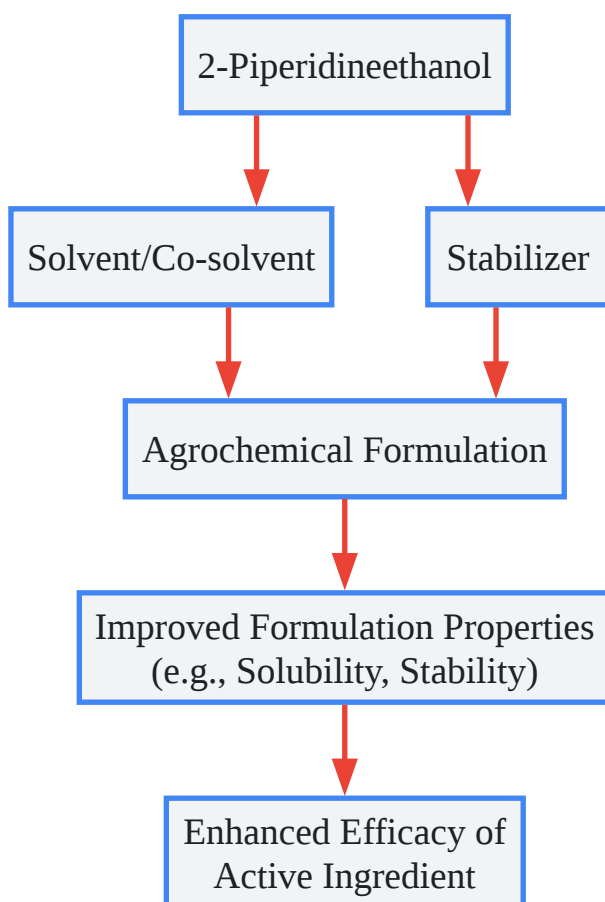 2-Piperidineethanol
Solvent/Co-solvent
Stabilizer
Agrochemical Formulation
Improved Formulation Properties
(e.g., Solubility, Stability)
Enhanced Efficacy of
Active Ingredient